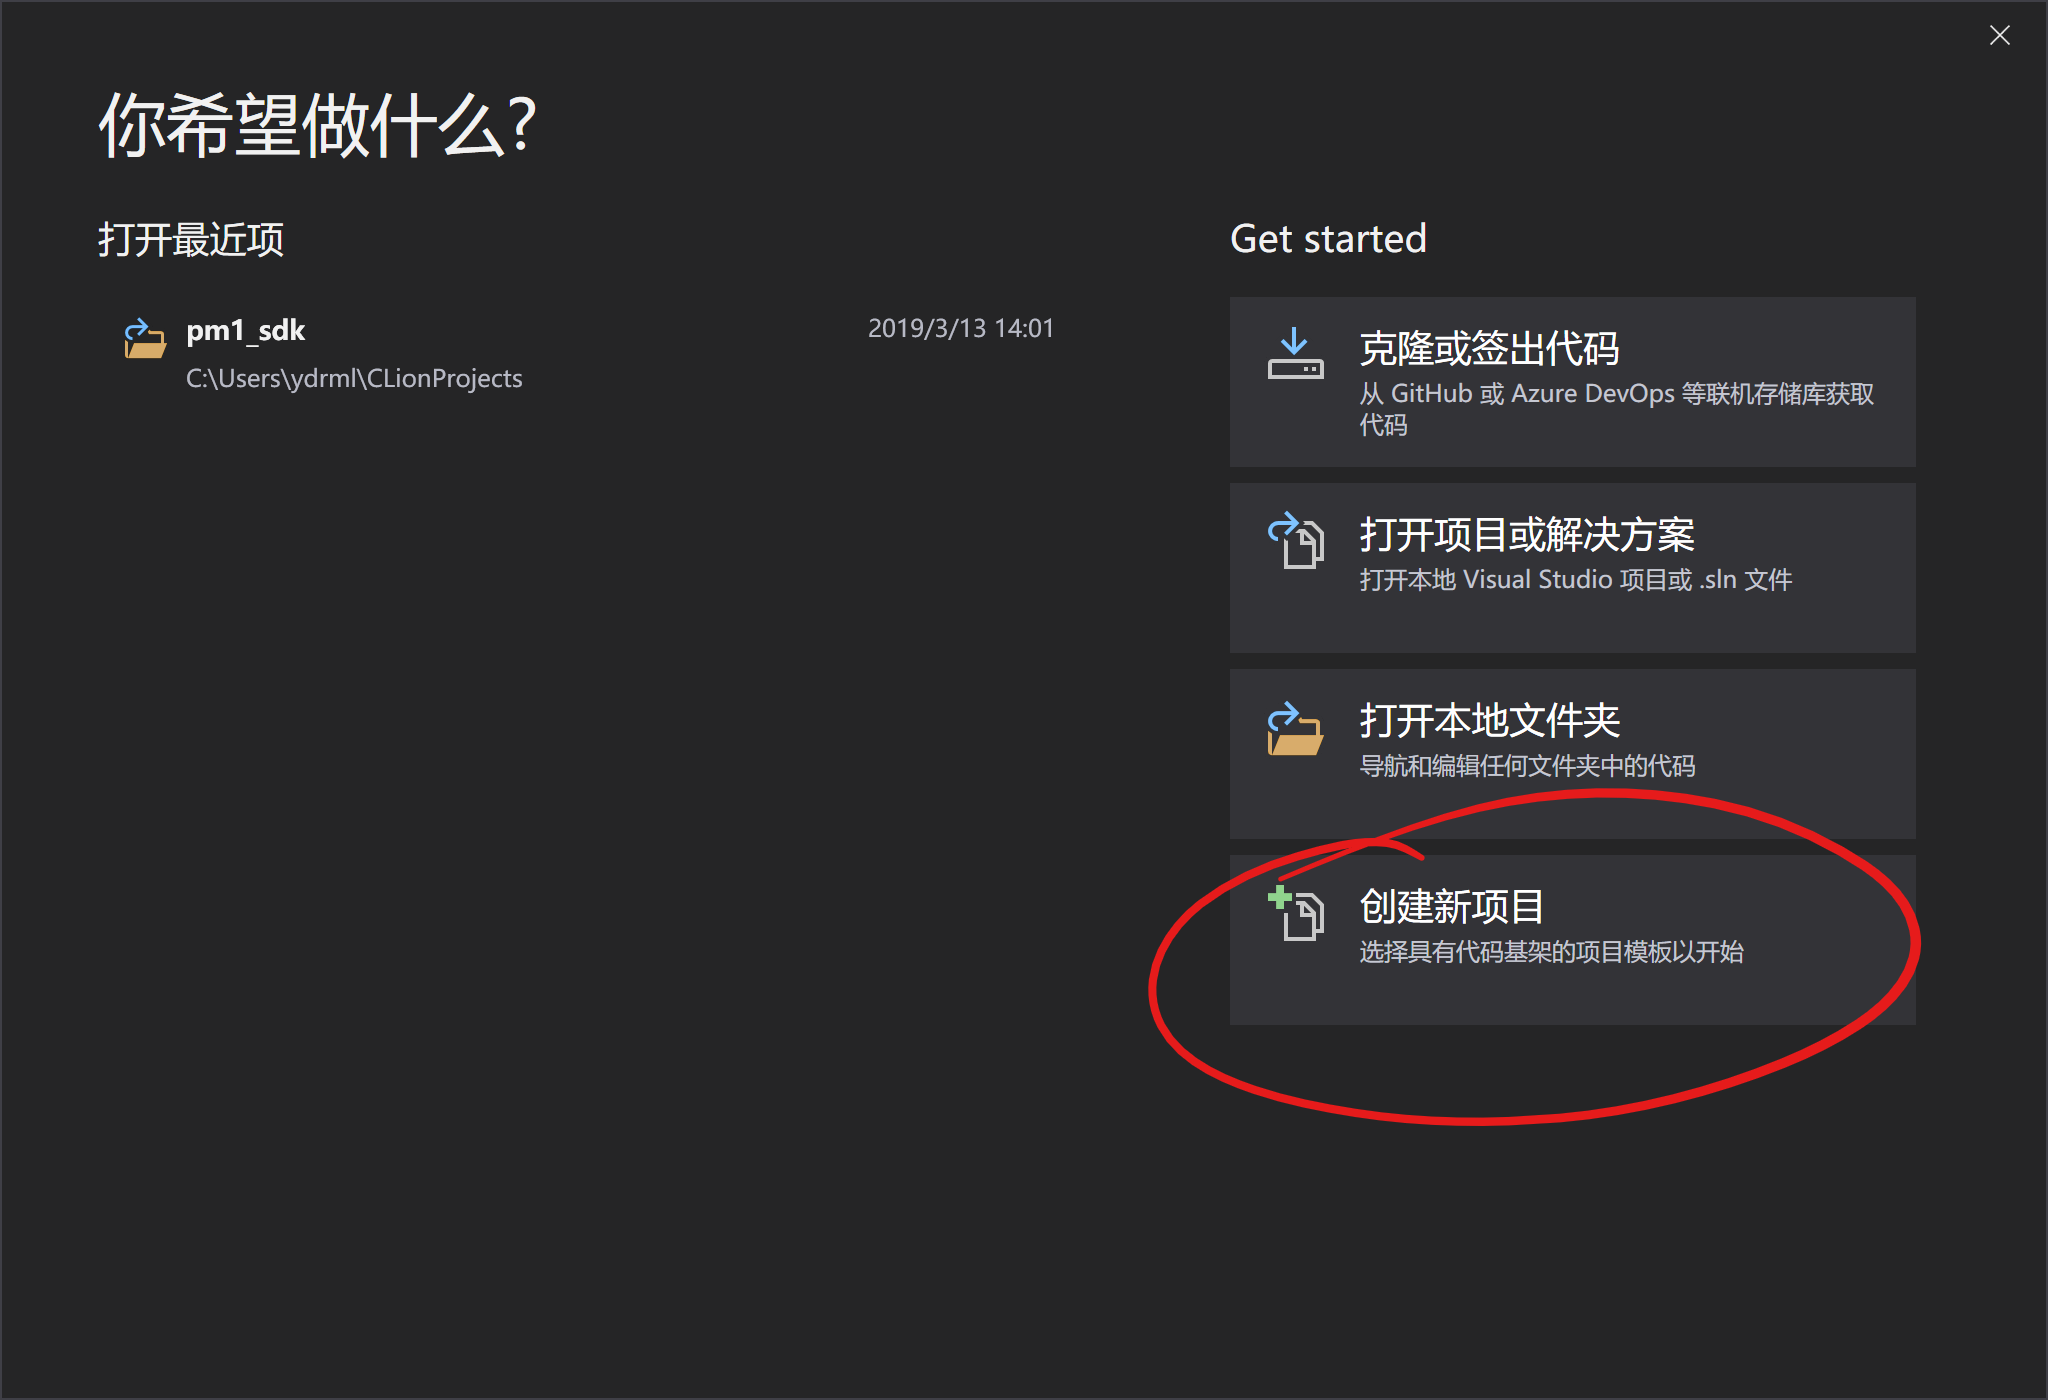 你希望做什么?
打开最近项
pm1_sdk
2019/3/13 14:01
C:\Users\ydrml\CLionProjects
Get started
克隆或签出代码
从 GitHub 或 Azure DevOps 等联机存储库获取
代码
打开项目或解决方案
打开本地 Visual Studio 项目或 .sln 文件
打开本地文件夹
导航和编辑任何文件夹中的代码
创建新项目
选择具有代码基架的项目模板以开始